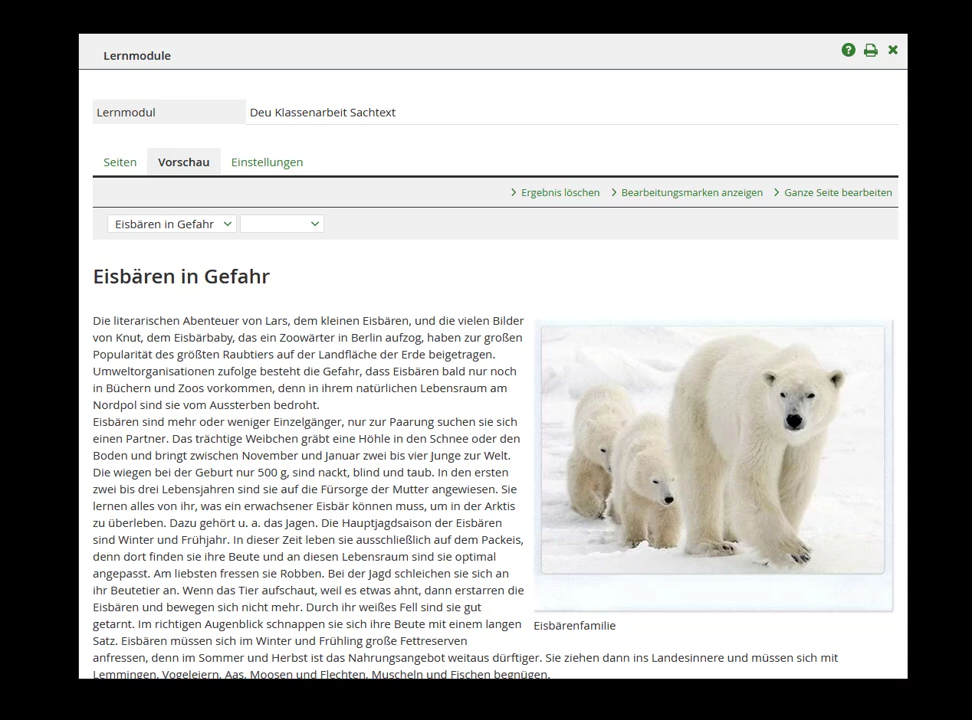 Lernmodule
Lernmodul
Deu Klassenarbeit Sachtext
Seiten
Vorschau
Einstellungen
Ergebnis löschen
Bearbeitungsmarken anzeigen
Ganze Seite bearbeiten
Eisbären in Gefahr
Eisbären in Gefahr
Die literarischen Abenteuer von Lars, dem kleinen Eisbären, und die vielen Bilder
von Knut, dem Eisbärbaby, das ein Zoowärter in Berlin aufzog, haben zur großen
Popularität des größten Raubtiers auf der Landfläche der Erde beigetragen.
Umweltorganisationen zufolge besteht die Gefahr, dass Eisbären bald nur noch
in Büchern und Zoos vorkommen, denn in ihrem natürlichen Lebensraum am
Nordpol sind sie vom Aussterben bedroht.
Eisbären sind mehr oder weniger Einzelgänger, nur zur Paarung suchen sie sich
einen Partner. Das trächtige Weibchen gräbt eine Höhle in den Schnee oder den
Boden und bringt zwischen November und Januar zwei bis vier Junge zur Welt.
Die wiegen bei der Geburt nur 500 g, sind nackt, blind und taub. In den ersten
zwei bis drei Lebensjahren sind sie auf die Fürsorge der Mutter angewiesen. Sie
lernen alles von ihr, was ein erwachsener Eisbär können muss, um in der Arktis
zu überleben. Dazu gehört u. a. das Jagen. Die Hauptjagdsaison der Eisbären
sind Winter und Frühjahr. In dieser Zeit leben sie ausschließlich auf dem Packeis,
denn dort finden sie ihre Beute und an diesen Lebensraum sind sie optimal
angepasst. Am liebsten fressen sie Robben. Bei der Jagd schleichen sie sich an
ihr Beutetier an. Wenn das Tier aufschaut, weil es etwas ahnt, dann erstarren die
Eisbären und bewegen sich nicht mehr. Durch ihr weißes Fell sind sie gut
getarnt. Im richtigen Augenblick schnappen sie sich ihre Beute mit einem langen
Satz. Eisbären müssen sich im Winter und Frühling große Fettreserven
anfressen, denn im Sommer und Herbst ist das Nahrungsangebot weitaus dürftiger. Sie ziehen dann ins Landesinnere und müssen sich mit
Lemmingen, Vogeleiern, Aas, Moosen und Flechten, Muscheln und Fischen begnügen.
Eisbärenfamilie